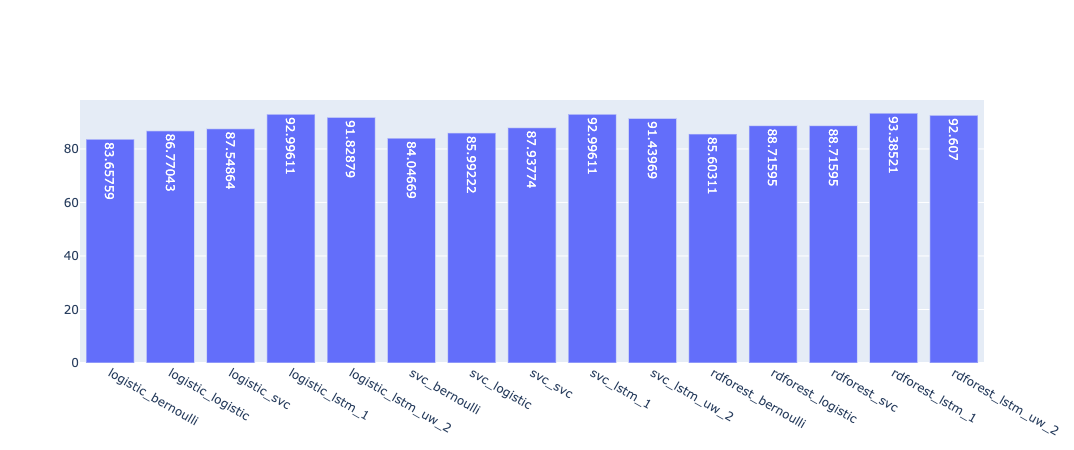 80
60
40
20
0
83.65759
86.77043
87.54864
92.99611
91.82879
84.04669
85.99222
87.93774
92.99611
91.43969
85.60311
88.71595
88.71595
93.38521
92.607
logistic_bernoulli
logistic_logistic
logistic_svc
logistic_lstm_1
logistic_lstm_uw_2
svc_bernoulli
svc_logistic
svc_svc
svc_lstm_1
svc_lstm_uw_2
rdforest_bernoulli
rdforest_logistic
rdforest_svc
rdforest_lstm_1
rdforest_lstm_uw_2